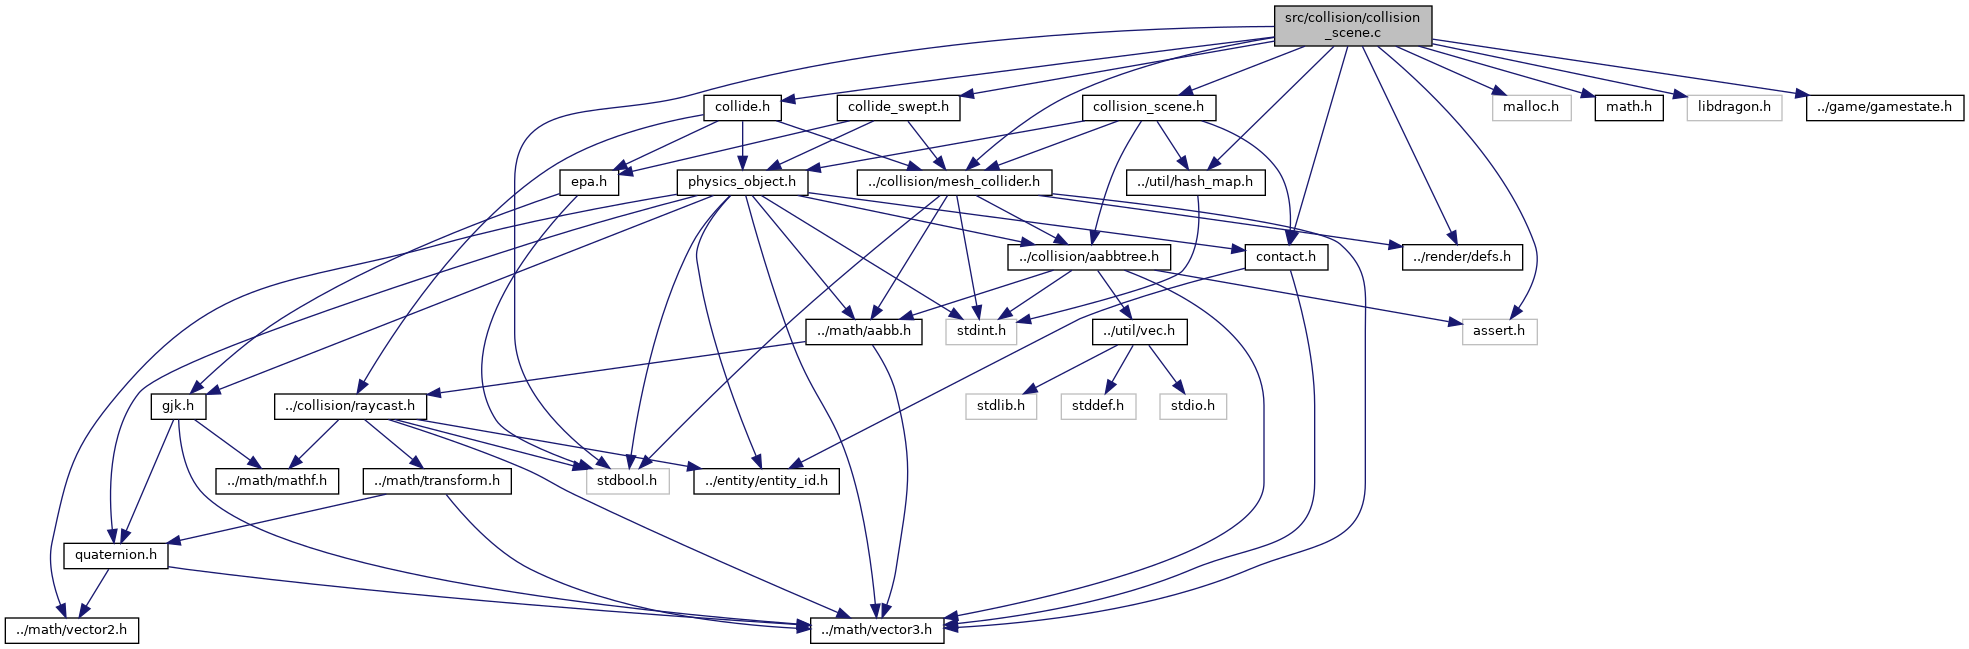 src/collision/collision
_scene.c
collide.h
collide_swept.h
collision_scene.h
malloc.h
math.h
libdragon.h
../game/gamestate.h
epa.h
physics_object.h
../collision/mesh_collider.h
../util/hash_map.h
../collision/aabbtree.h
contact.h
../render/defs.h
../math/aabb.h
stdint.h
../util/vec.h
assert.h
gjk.h
../collision/raycast.h
stdlib.h
stddef.h
stdio.h
../math/mathf.h
../math/transform.h
stdbool.h
../entity/entity_id.h
quaternion.h
../math/vector2.h
../math/vector3.h